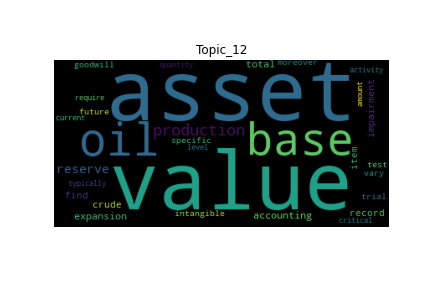 Topic_12
goodwill quantity total moreover
asset activity
require amount impairment
future
current
oil production base
specific
level item
reserve value test
vary
typically
find trial
crude
intangible accounting record
expansion critical